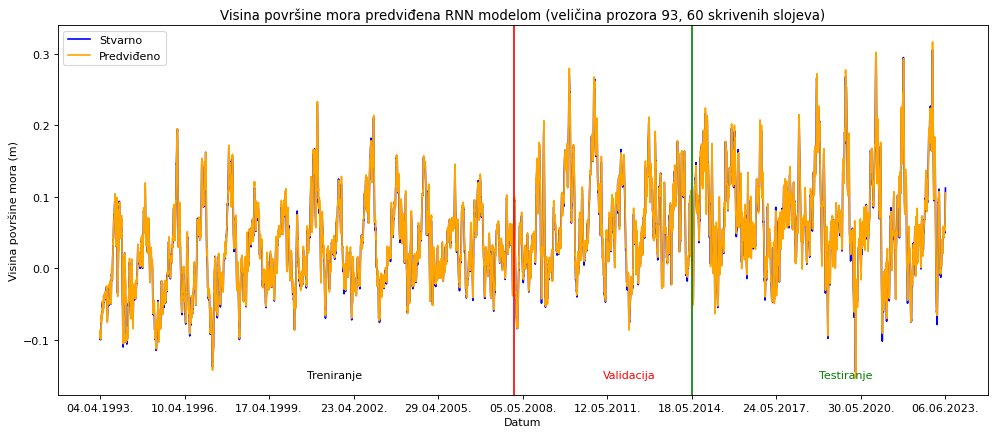 Visina površine mora predviđena RNN modelom (veličina prozora 93, 60 skrivenih slojeva)
Stvarno
Predviđeno
Visina površine mora (m)
0.3
0.2
0.1
0.0
−0.1
Treniranje
Validacija
Testiranje
04.04.1993. 10.04.1996. 17.04.1999. 23.04.2002. 29.04.2005. 05.05.2008. 12.05.2011. 18.05.2014. 24.05.2017. 30.05.2020. 06.06.2023.
Datum